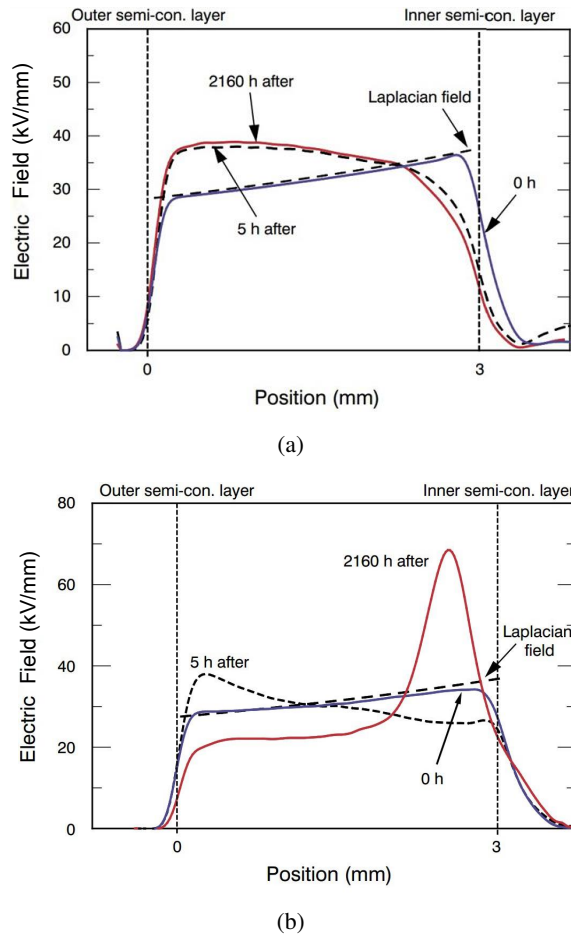 Outer semi-con. layer Inner semi-con. layer
60
50
40
30
20
10
0
Electric Field (kV/mm)
2160 h after
Laplacian field
5 h after
0 h
0 3
Position (mm)
(a)
Outer semi-con. layer Inner semi-con. layer
80
60
40
20
0
Electric Field (kV/mm)
2160 h after
5 h after
Laplacian
field
0 h
0 3
Position (mm)
(b)